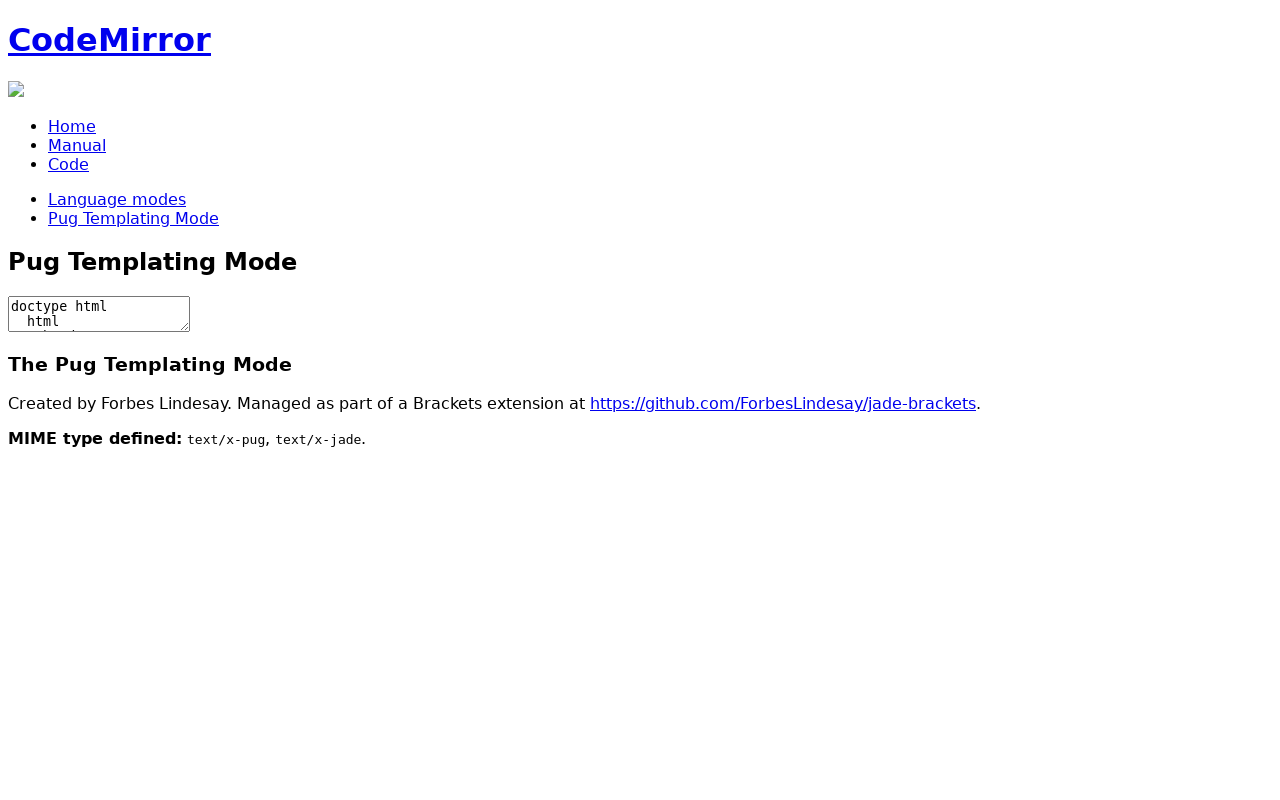 CodeMirror
Home
Manual
Code
Language modes
Pug Templating Mode
Pug Templating Mode
doctype html
html
The Pug Templating Mode
Created by Forbes Lindesay. Managed as part of a Brackets extension at https://github.com/ForbesLindesay/jade-brackets.
MIME type defined: text/x-pug, text/x-jade.